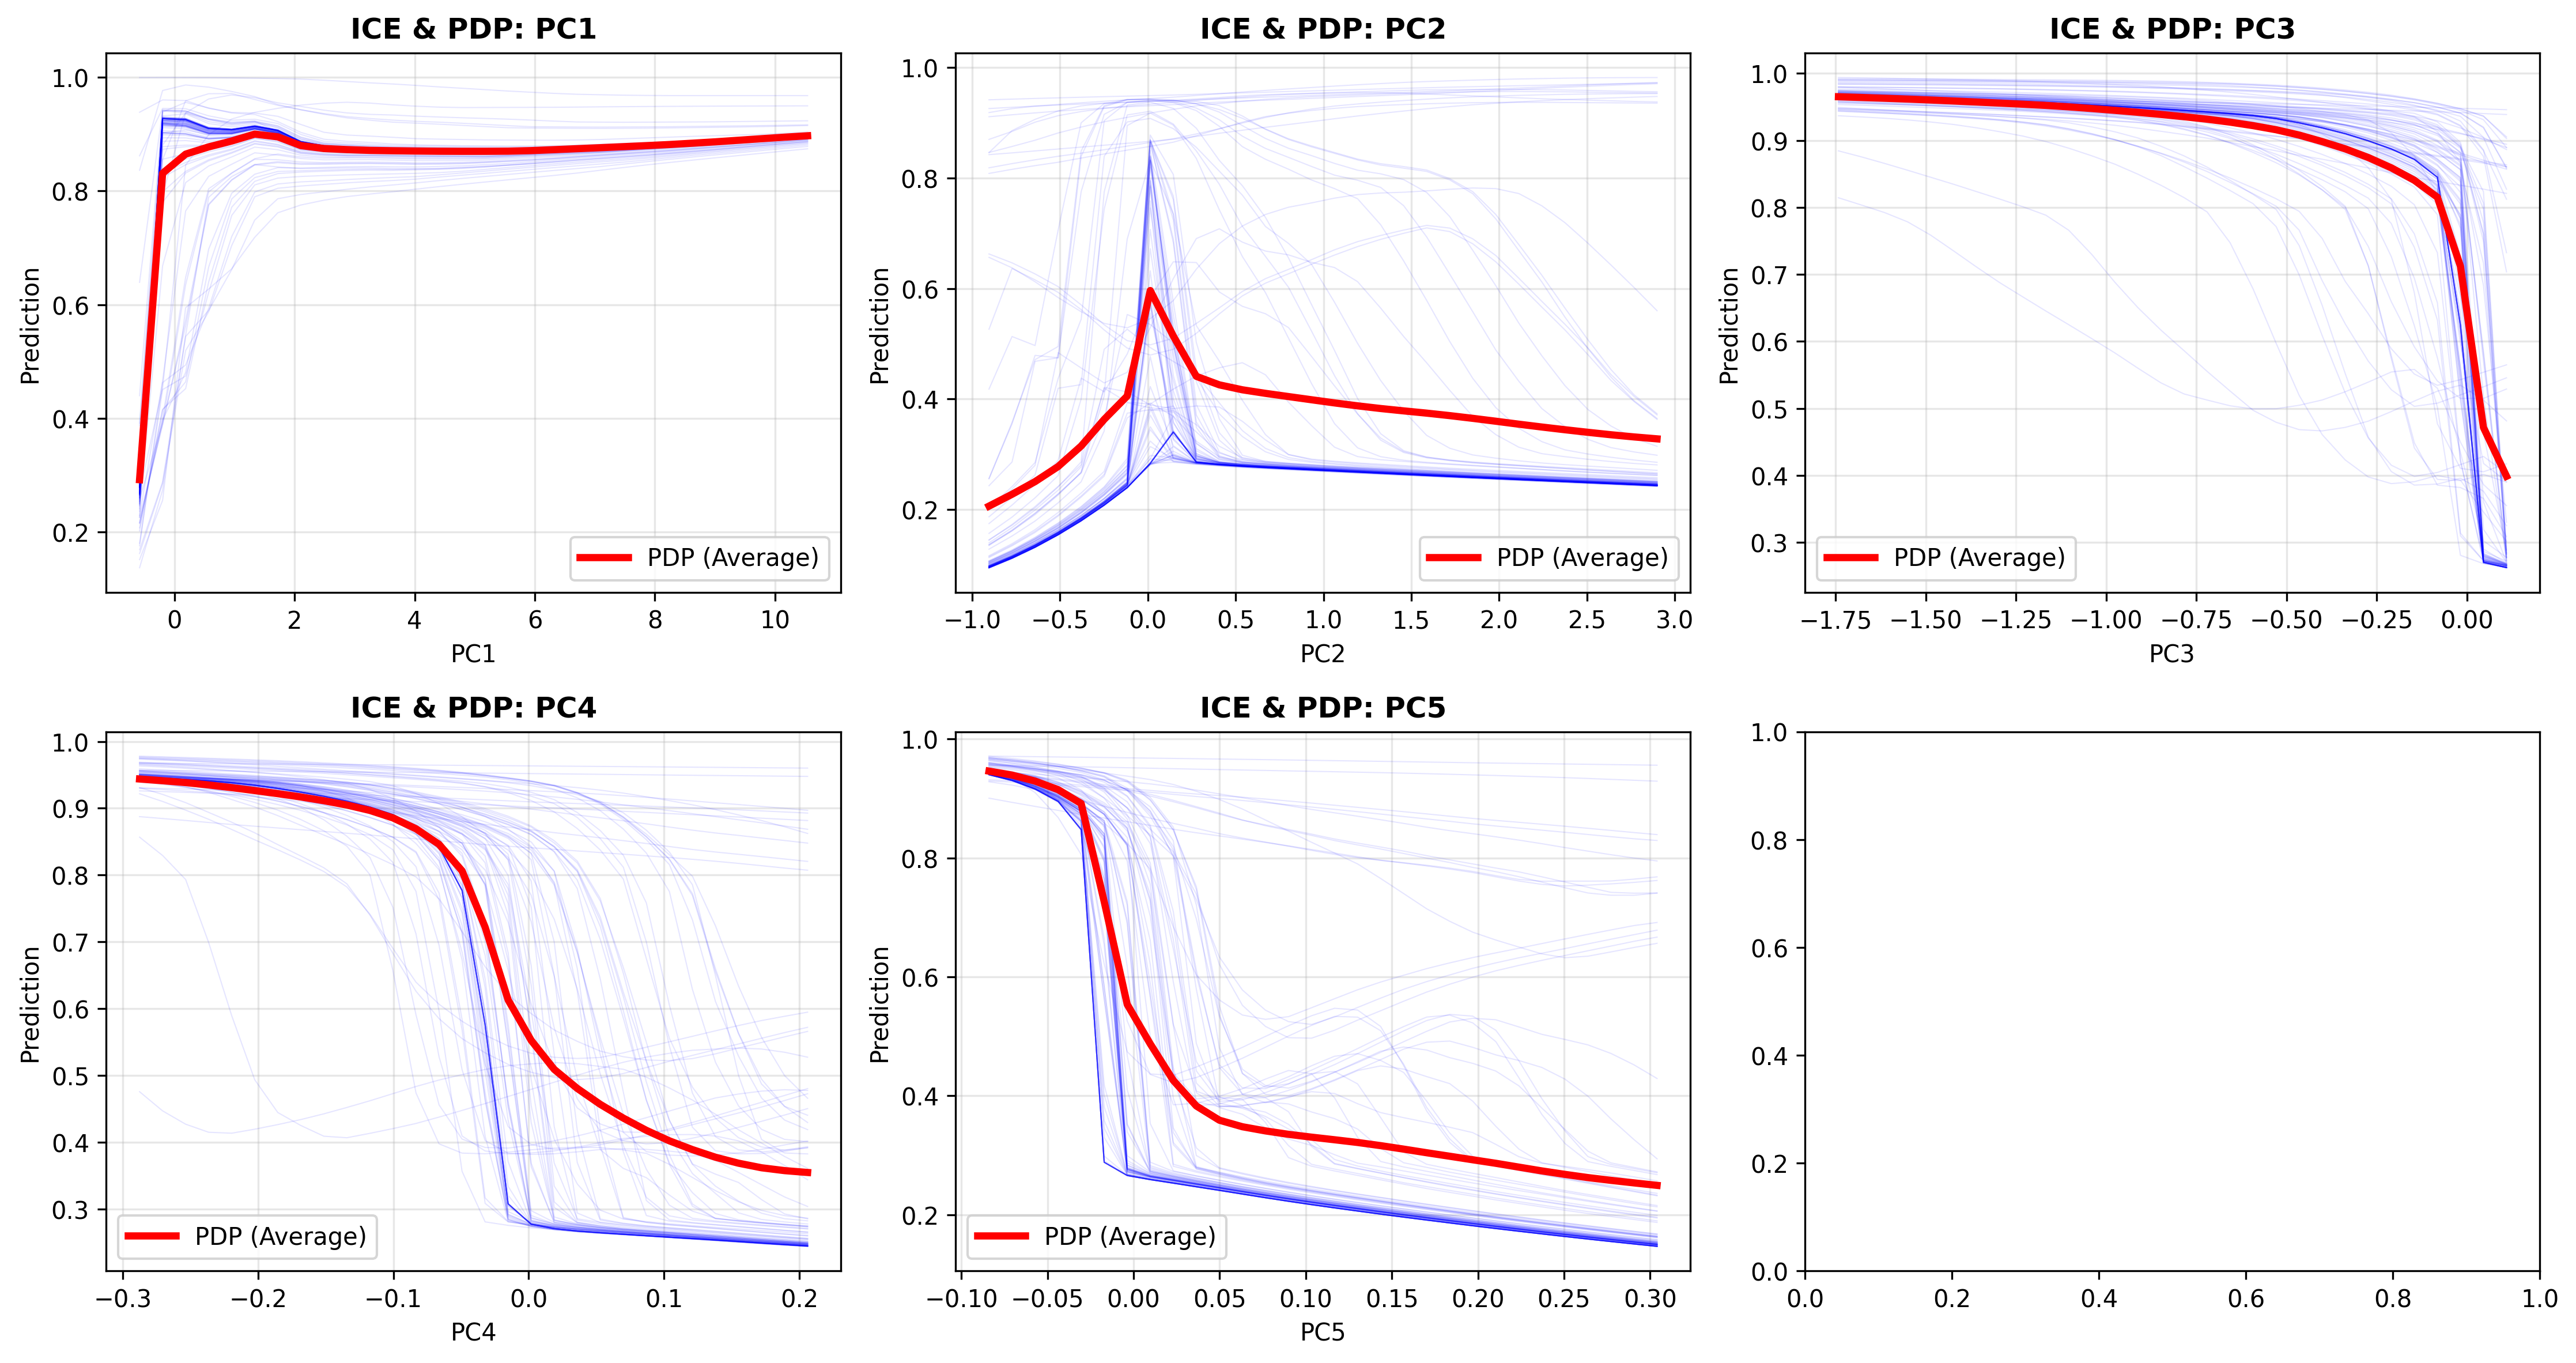 ICE & PDP: PC1
1.0
0.8
0.6
0.4
0.2
Prediction
PDP (Average)
0 2 4 6 8 10
PC1
ICE & PDP: PC2
1.0
0.8
0.6
0.4
0.2
Prediction
PDP (Average)
−1.0 −0.5 0.0 0.5 1.0 1.5 2.0 2.5 3.0
PC2
ICE & PDP: PC3
1.0
0.9
0.8
0.7
0.6
0.5
0.4
0.3
Prediction
PDP (Average)
−1.75 −1.50 −1.25 −1.00 −0.75 −0.50 −0.25 0.00
PC3
ICE & PDP: PC4
1.0
0.9
0.8
0.7
0.6
0.5
0.4
0.3
Prediction
PDP (Average)
−0.3 −0.2 −0.1 0.0 0.1 0.2
PC4
ICE & PDP: PC5
1.0
0.8
0.6
0.4
0.2
Prediction
PDP (Average)
−0.10 −0.05 0.00 0.05 0.10 0.15 0.20 0.25 0.30
PC5
1.0
0.8
0.6
0.4
0.2
0.0
0.0 0.2 0.4 0.6 0.8 1.0